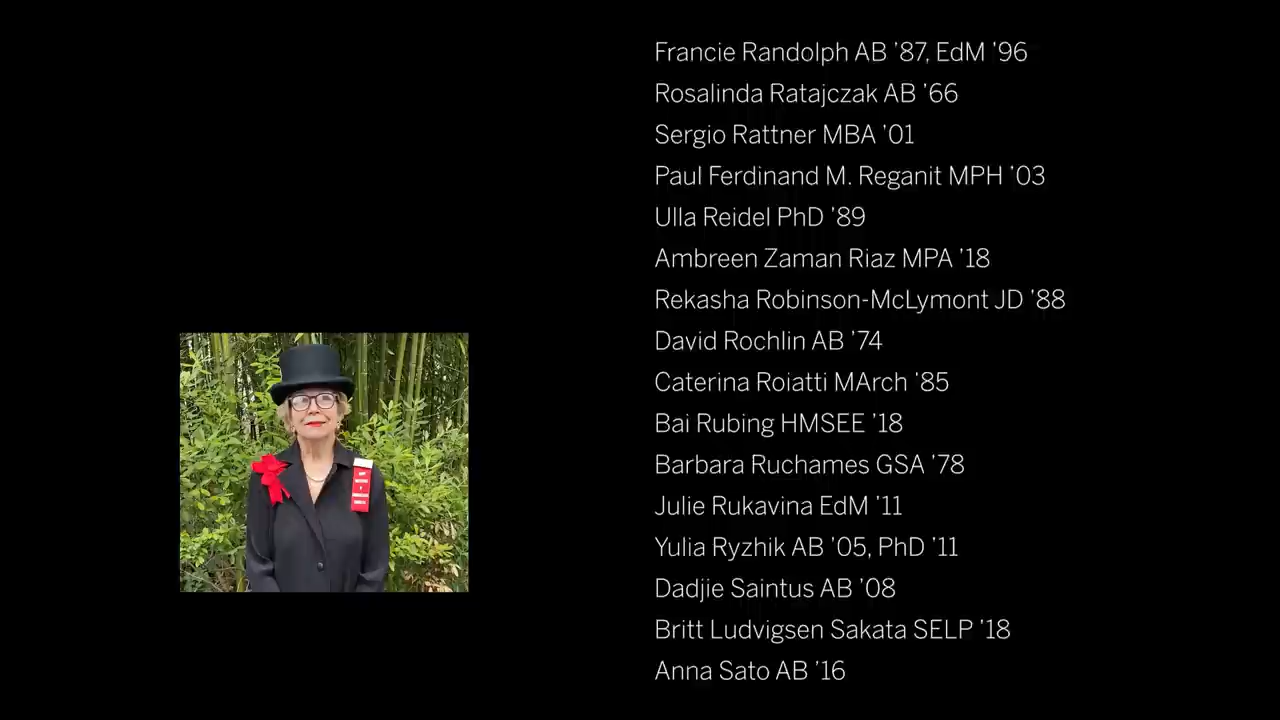 Francie Randolph AB ’87, EdM ’96
Rosalinda Ratajczak AB ’66
Sergio Rattner MBA ’01
Paul Ferdinand M. Reganit MPH ‘03
Ulla Reidel PhD ’89
Ambreen Zaman Riaz MPA ’18
Rekasha Robinson-McLymont JD ’88
David Rochlin AB ’74
Caterina Roiatti MArch ‘85
Bai Rubing HMSEE ’18
Barbara Ruchames GSA ’78
Julie Rukavina EdM ’11
Yulia Ryzhik AB ’05, PhD ’11
Dadjie Saintus AB ’08
Britt Ludvigsen Sakata SELP ’18
Anna Sato AB ’16